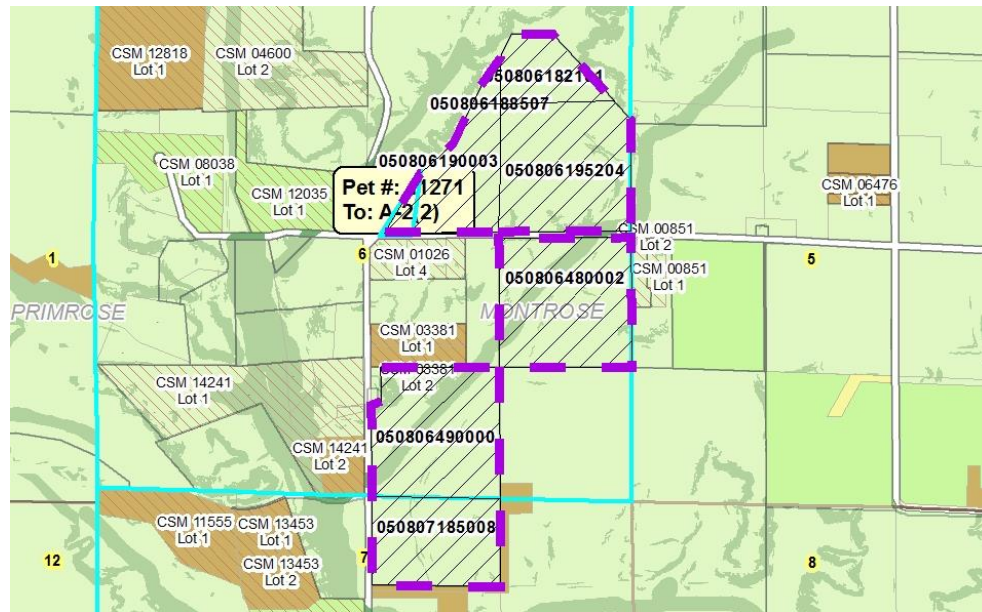 CSM 12818
Lot 1
CSM 04600
Lot 2
050806188507
CSM 08038
Lot 1
050806190003
CSM 12035
Lot 1
050806195204
CSM 06476
Lot 1
Pet #:
To: A-2(2)
CSM 00851
Lot 2
1
6
CSM 01026
Lot 4
050806480002
CSM 00851
Lot 1
5
PRIMROSE
MONTROSE
CSM 03381
Lot 1
CSM 03381
Lot 2
CSM 14241
Lot 1
050806490000
CSM 14241
Lot 2
CSM 11555
Lot 1
CSM 13453
Lot 1
050807185008
12
CSM 13453
Lot 2
7
8